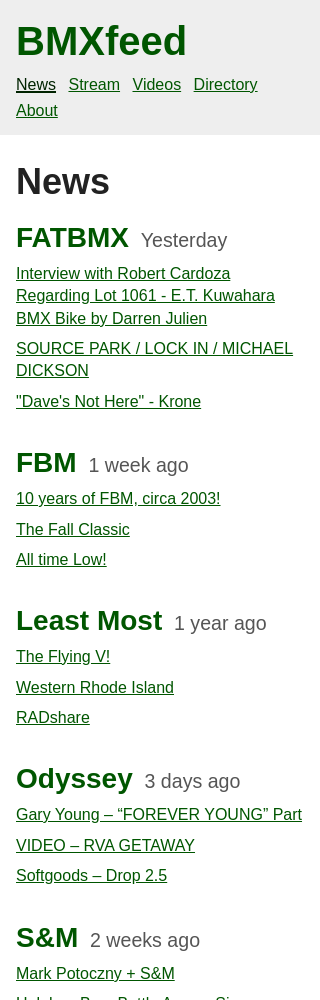 BMXfeed
News Stream Videos Directory
About
News
FATBMX Yesterday
Interview with Robert Cardoza
Regarding Lot 1061 - E.T. Kuwahara
BMX Bike by Darren Julien
SOURCE PARK / LOCK IN / MICHAEL
DICKSON
"Dave's Not Here" - Krone
FBM 1 week ago
10 years of FBM, circa 2003!
The Fall Classic
All time Low!
Least Most 1 year ago
The Flying V!
Western Rhode Island
RADshare
Odyssey 3 days ago
Gary Young – “FOREVER YOUNG” Part
VIDEO – RVA GETAWAY
Softgoods – Drop 2.5
S&M 2 weeks ago
Mark Potoczny + S&M